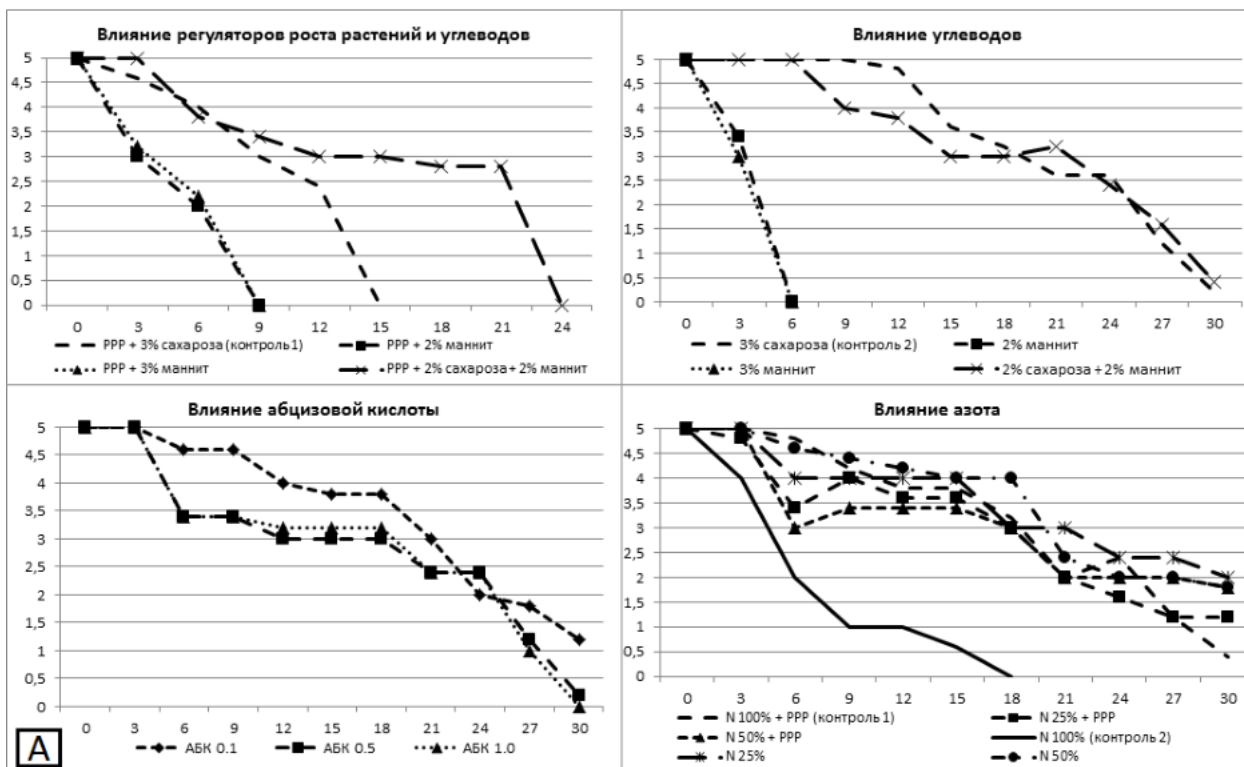 Влияние регуляторов роста растений и углеводов
5
4,5
4
3,5
3
2,5
2
1,5
1
0,5
0
0 3 6 9 12 15 18 21 24
РРР + 3% сахароза (контроль 1) РРР + 2% маннит
РРР + 3% маннит РРР + 2% сахароза + 2% маннит
Влияние углеводов
5
4,5
4
3,5
3
2,5
2
1,5
1
0,5
0
0 3 6 9 12 15 18 21 24 27 30
3% сахароза (контроль 2) 2% маннит
3% маннит 2% сахароза + 2% маннит
Влияние абцизовой кислоты
5
4,5
4
3,5
3
2,5
2
1,5
1
0,5
0
0 3 6 9 12 15 18 21 24 27 30
А
АБК 0.1 АБК 0.5 АБК 1.0
Влияние азота
5
4,5
4
3,5
3
2,5
2
1,5
1
0,5
0
0 3 6 9 12 15 18 21 24 27 30
N 100% + РРР (контроль 1) N 25% + РРР
N 50% + РРР N 100% (контроль 2)
N 25% N 50%